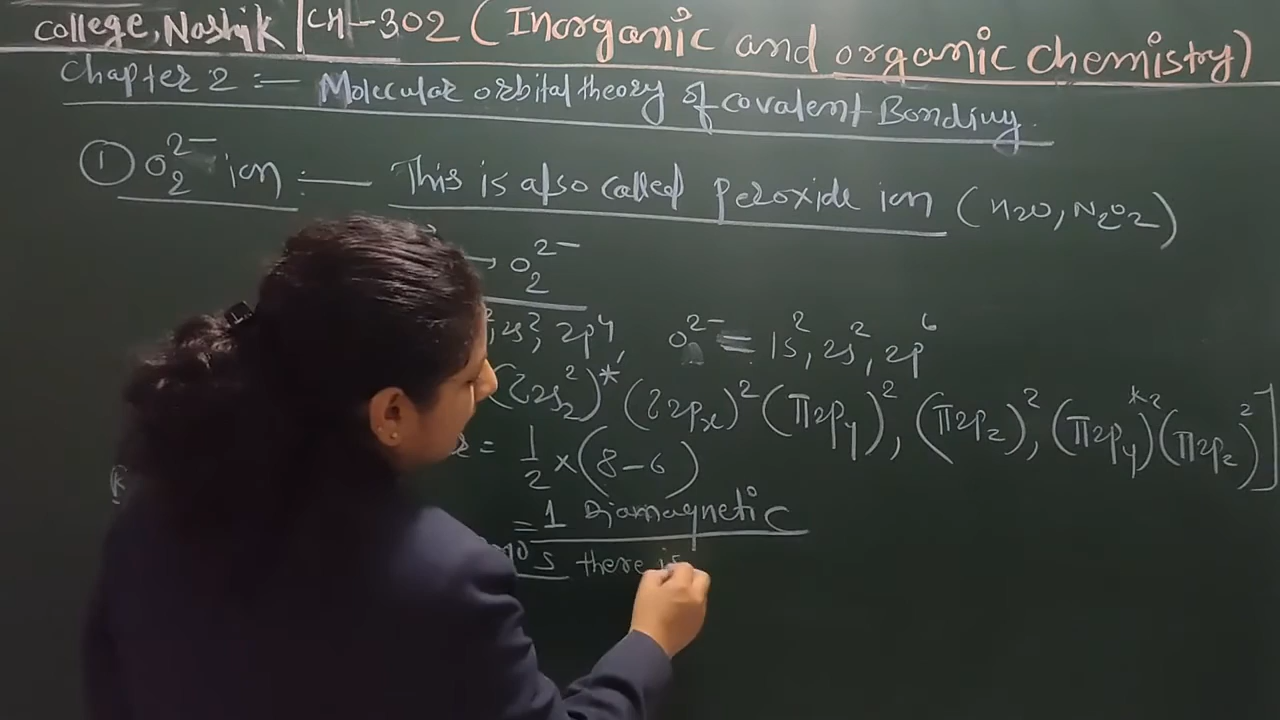 College, Nashik | CH-302 (Inorganic and organic chemistry)
Chapter 2 :- Molecular orbital theory of covalent Bonding.
① O₂²⁻ ion :- This is also called peroxide ion (H2O, N₂O₂)
→ O₂²⁻
2s², 2p⁴, O²⁻ = 1s², 2s², 2p⁶
(σ2s²)*, (σ2px)² (π2py)², (π2pz)², (π2py)*² (π2pz)²]
= 1/2 × (8-6)
= 1 Diamagnetic
there is